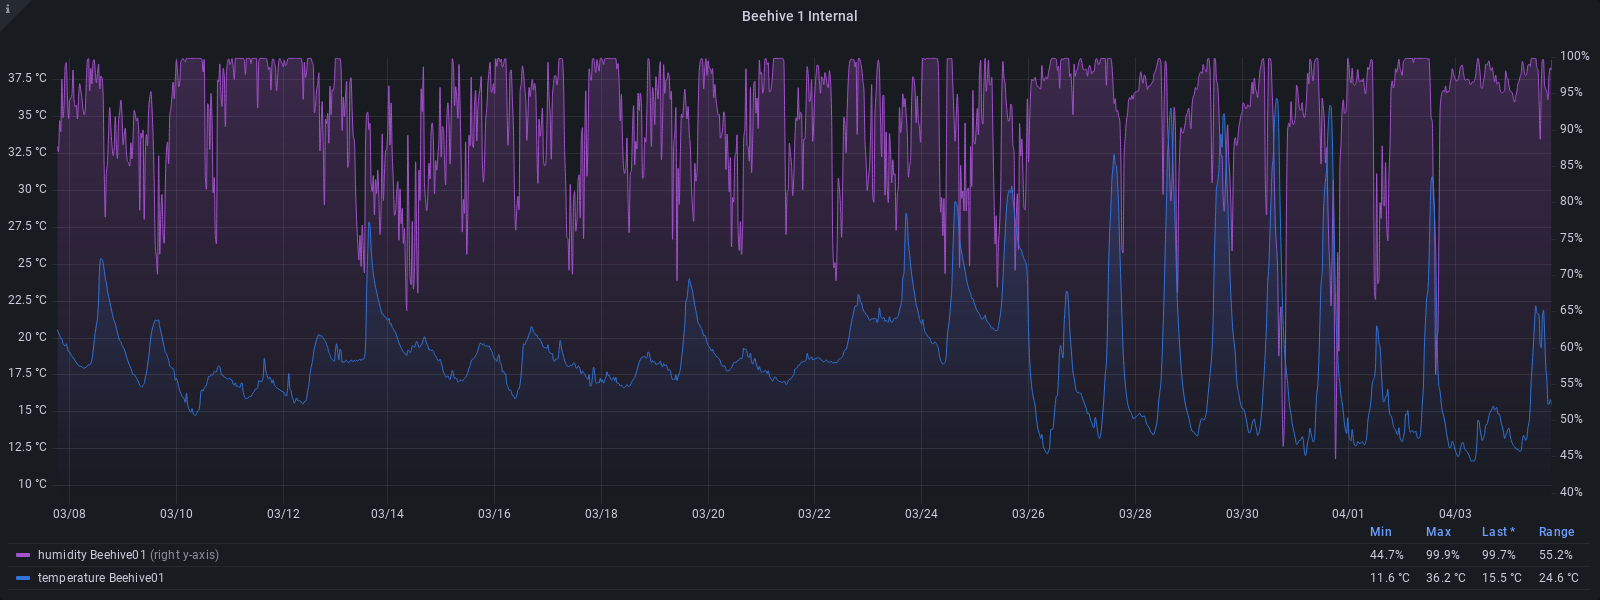 i
Beehive 1 Internal
37.5 °C
35 °C
32.5 °C
30 °C
27.5 °C
25 °C
22.5 °C
20 °C
17.5 °C
15 °C
12.5 °C
10 °C
100%
95%
90%
85%
80%
75%
70%
65%
60%
55%
50%
45%
40%
03/08 03/10 03/12 03/14 03/16 03/18 03/20 03/22 03/24 03/26 03/28 03/30 04/01 04/03
Min Max Last * Range
humidity Beehive01 (right y-axis) 44.7% 99.9% 99.7% 55.2%
temperature Beehive01 11.6 °C 36.2 °C 15.5 °C 24.6 °C